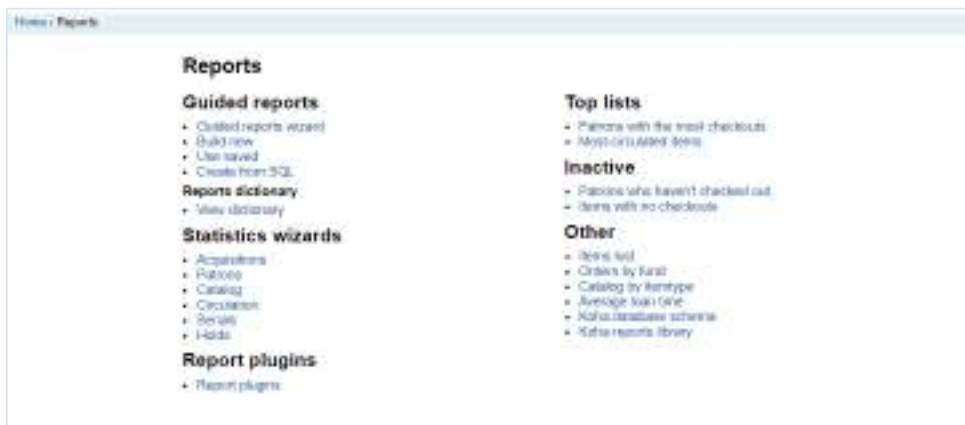 Home › Reports
Reports
Guided reports
• Guided reports wizard
• Build new
• Use saved
• Create from SQL
Reports dictionary
• View dictionary
Statistics wizards
• Acquisitions
• Patrons
• Catalog
• Circulation
• Serials
• Holds
Report plugins
• Report plugins
Top lists
• Patrons with the most checkouts
• Most-circulated items
Inactive
• Patrons who haven't checked out
• Items with no checkouts
Other
• Items lost
• Orders by fund
• Catalog by itemtype
• Average loan time
• Koha database schema
• Koha reports library